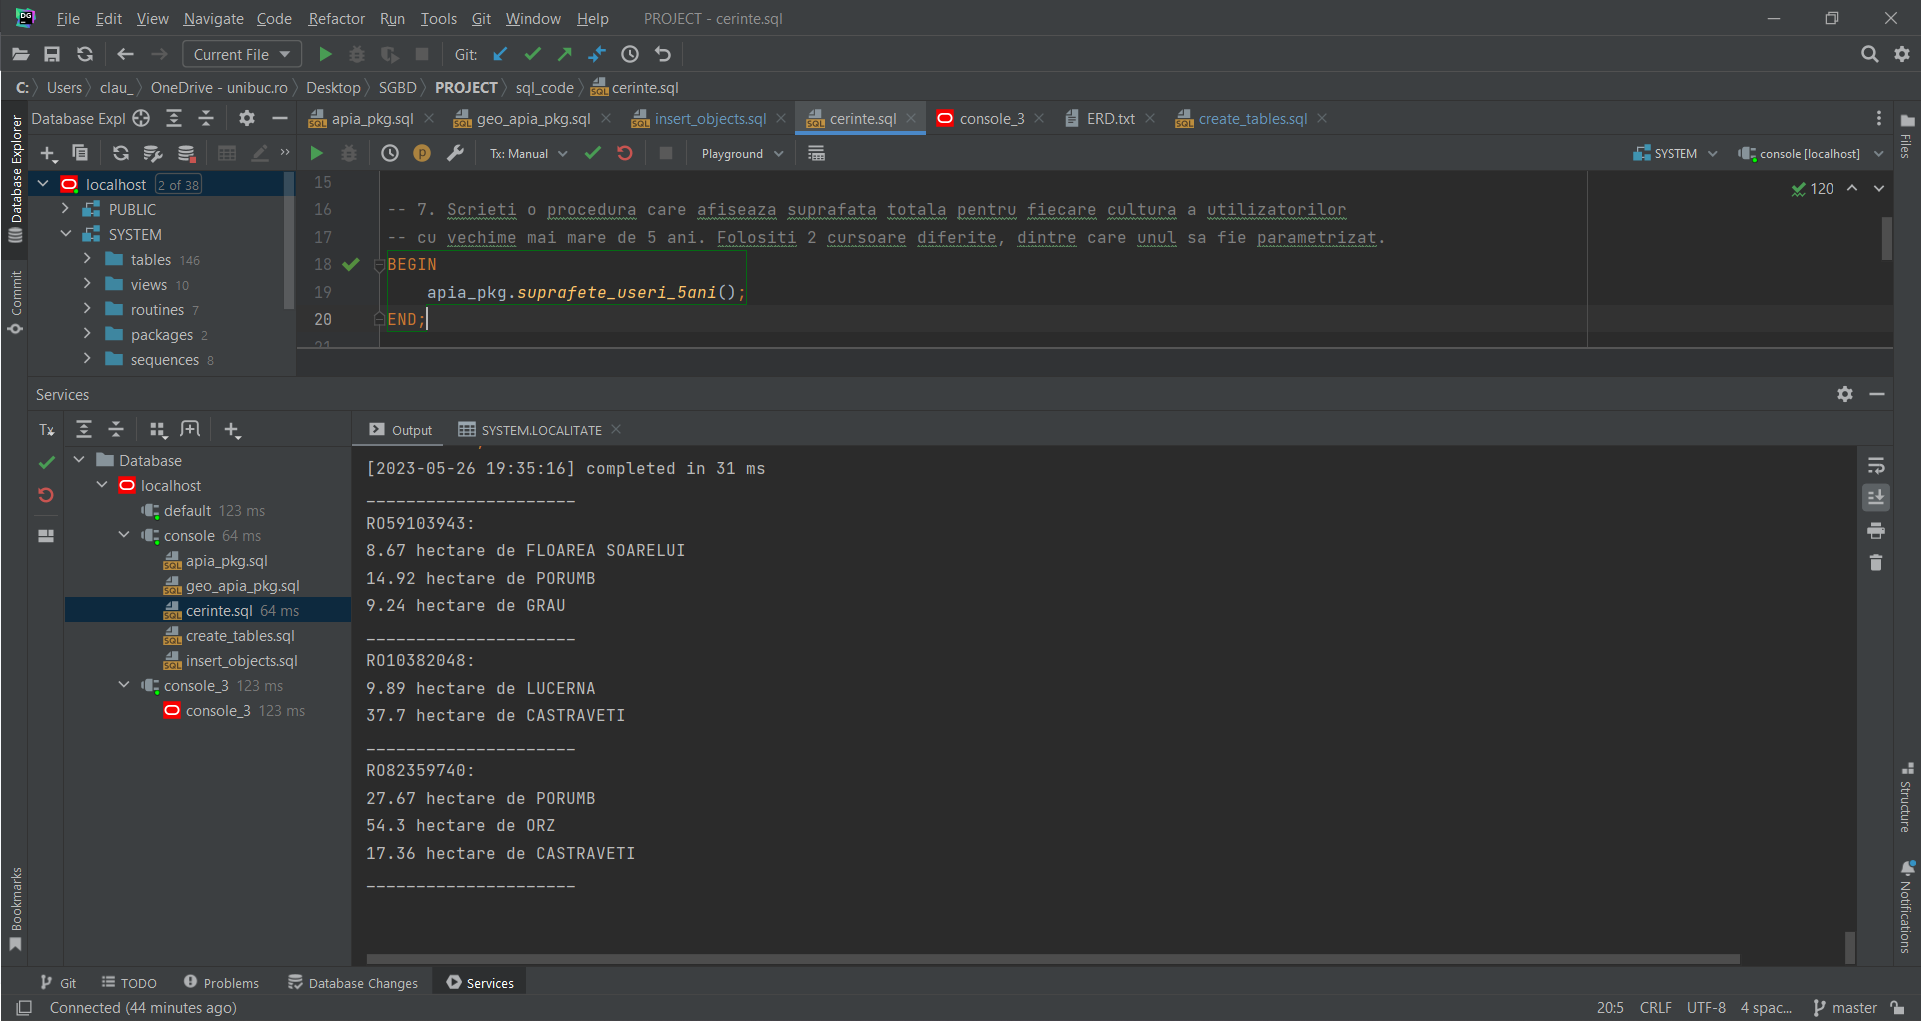 File Edit View Navigate Code Refactor Run Tools Git Window Help PROJECT - cerinte.sql
Current File Git:
C: Users clau_ OneDrive - unibuc.ro Desktop SGBD PROJECT sql_code cerinte.sql
Database Expl apia_pkg.sql geo_apia_pkg.sql insert_objects.sql cerinte.sql console_3 ERD.txt create_tables.sql
Tx: Manual Playground SYSTEM console [localhost]
Database Explorer
Commit
Bookmarks
Files
Structure
Notifications
localhost 2 of 38
PUBLIC
SYSTEM
tables 146
views 10
routines 7
packages 2
sequences 8
120
15
16 -- 7. Scrieti o procedura care afiseaza suprafata totala pentru fiecare cultura a utilizatorilor
17 -- cu vechime mai mare de 5 ani. Folositi 2 cursoare diferite, dintre care unul sa fie parametrizat.
18 BEGIN
19 apia_pkg.suprafete_useri_5ani();
20 END;
21
Services
Tx
Output SYSTEM.LOCALITATE
Database
localhost
default 123 ms
console 64 ms
apia_pkg.sql
geo_apia_pkg.sql
cerinte.sql 64 ms
create_tables.sql
insert_objects.sql
console_3 123 ms
console_3 123 ms
[2023-05-26 19:35:16] completed in 31 ms
---------------------
RO59103943:
8.67 hectare de FLOAREA SOARELUI
14.92 hectare de PORUMB
9.24 hectare de GRAU
---------------------
RO10382048:
9.89 hectare de LUCERNA
37.7 hectare de CASTRAVETI
---------------------
RO82359740:
27.67 hectare de PORUMB
54.3 hectare de ORZ
17.36 hectare de CASTRAVETI
---------------------
Git TODO Problems Database Changes Services
Connected (44 minutes ago) 20:5 CRLF UTF-8 4 spac... master